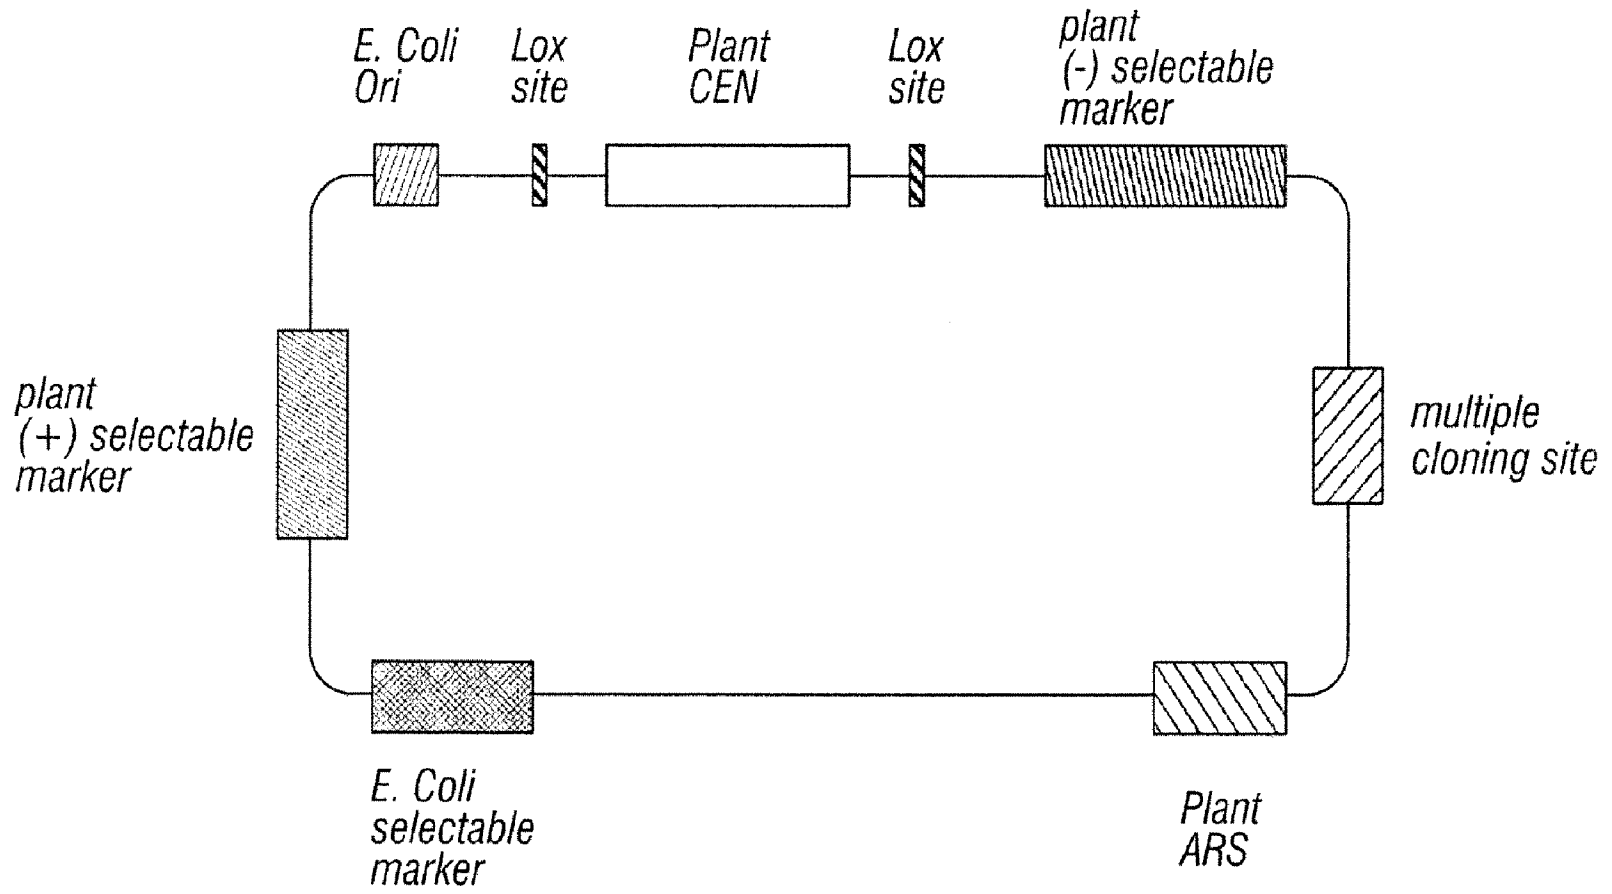 E. Coli
Ori
Lox
site
Plant
CEN
Lox
site
plant
(-) selectable
marker
plant
(+) selectable
marker
multiple
cloning site
E. Coli
selectable
marker
Plant
ARS